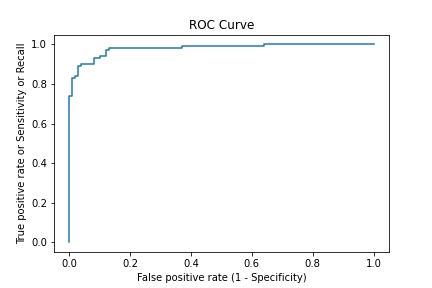 ROC Curve
True positive rate or Sensitivity or Recall
1.0
0.8
0.6
0.4
0.2
0.0
0.0 0.2 0.4 0.6 0.8 1.0
False positive rate (1 - Specificity)